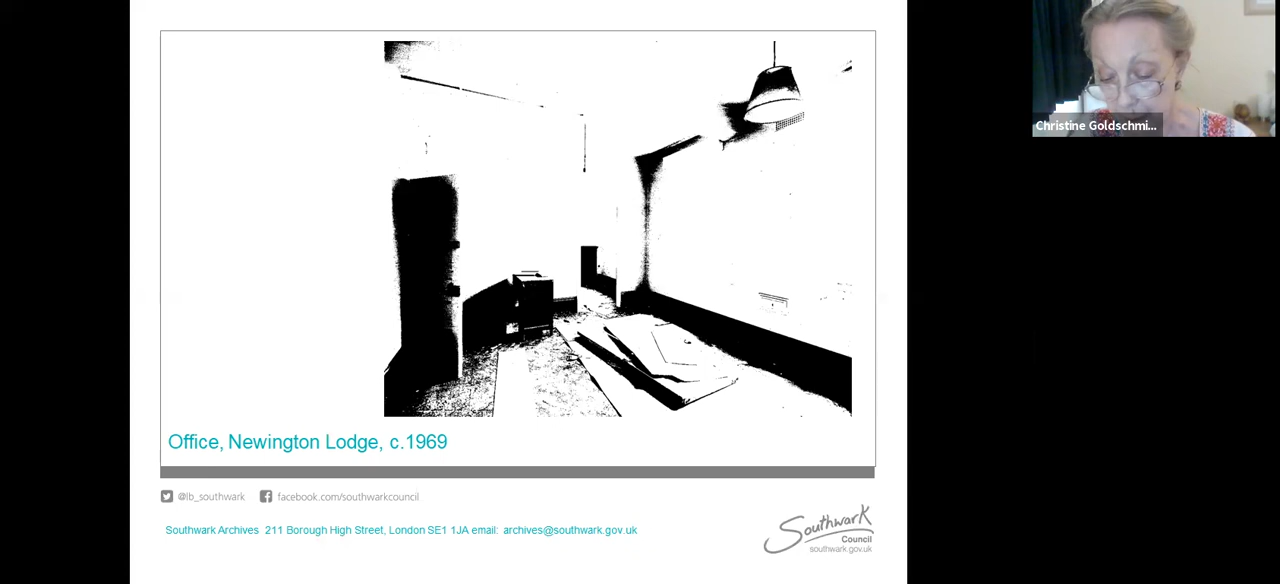 Christine Goldschmi...
Office, Newington Lodge, c.1969
@lb_southwark facebook.com/southwarkcouncil
Southwark Archives 211 Borough High Street, London SE1 1JA email: archives@southwark.gov.uk
Southwark
Council
southwark.gov.uk